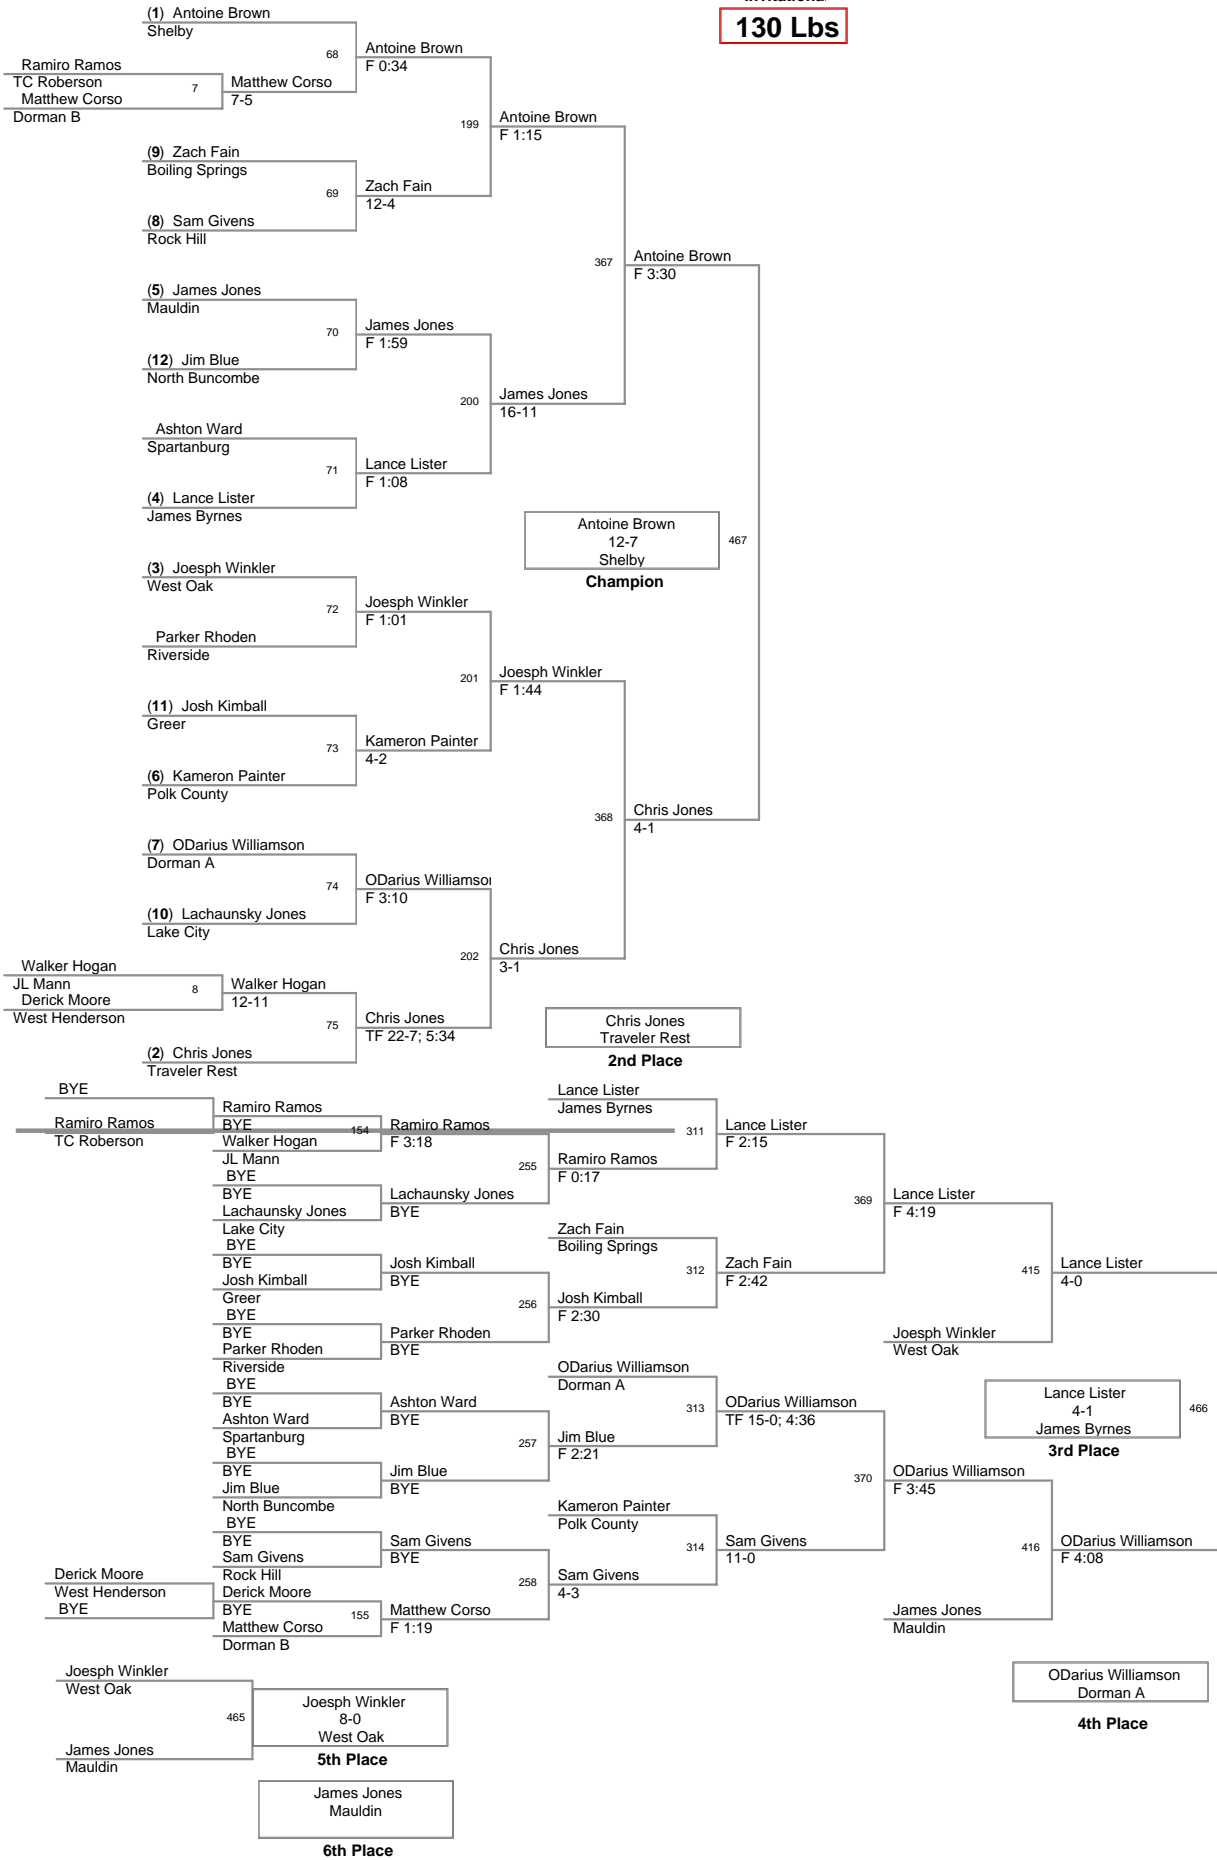 130 Lbs
(1) Antoine Brown
Shelby
68
Antoine Brown
F 0:34
Ramiro Ramos
TC Roberson
7
Matthew Corso
Dorman B
Matthew Corso
7-5
199
Antoine Brown
F 1:15
(9) Zach Fain
Boiling Springs
69
Zach Fain
12-4
(8) Sam Givens
Rock Hill
367
Antoine Brown
F 3:30
(5) James Jones
Mauldin
70
James Jones
F 1:59
(12) Jim Blue
North Buncombe
200
James Jones
16-11
Ashton Ward
Spartanburg
71
Lance Lister
F 1:08
(4) Lance Lister
James Byrnes
Antoine Brown
12-7
Shelby
467
Champion
(3) Joesph Winkler
West Oak
72
Joesph Winkler
F 1:01
Parker Rhoden
Riverside
201
Joesph Winkler
F 1:44
(11) Josh Kimball
Greer
73
Kameron Painter
4-2
(6) Kameron Painter
Polk County
368
Chris Jones
4-1
(7) ODarius Williamson
Dorman A
74
ODarius Williamso
F 3:10
(10) Lachaunsky Jones
Lake City
202
Chris Jones
3-1
Walker Hogan
JL Mann
8
Derick Moore
West Henderson
Walker Hogan
12-11
75
Chris Jones
TF 22-7; 5:34
(2) Chris Jones
Traveler Rest
Chris Jones
Traveler Rest
2nd Place
BYE
Ramiro Ramos
TC Roberson
Ramiro Ramos
BYE
154
Walker Hogan
JL Mann
Ramiro Ramos
F 3:18
BYE
BYE
Lachaunsky Jones
Lake City
Lachaunsky Jones
BYE
255
Ramiro Ramos
F 0:17
Lance Lister
James Byrnes
311
Lance Lister
F 2:15
BYE
BYE
Josh Kimball
Greer
Josh Kimball
BYE
BYE
BYE
Parker Rhoden
Riverside
Parker Rhoden
BYE
256
Josh Kimball
F 2:30
Zach Fain
Boiling Springs
312
Zach Fain
F 2:42
369
Lance Lister
F 4:19
415
Lance Lister
4-0
Joesph Winkler
West Oak
BYE
BYE
Ashton Ward
Spartanburg
Ashton Ward
BYE
BYE
BYE
Jim Blue
North Buncombe
Jim Blue
BYE
257
Jim Blue
F 2:21
ODarius Williamson
Dorman A
313
ODarius Williamson
TF 15-0; 4:36
Lance Lister
4-1
James Byrnes
466
3rd Place
BYE
BYE
Sam Givens
Rock Hill
Sam Givens
BYE
Derick Moore
West Henderson
BYE
Derick Moore
BYE
155
Matthew Corso
Dorman B
Matthew Corso
F 1:19
258
Sam Givens
4-3
Kameron Painter
Polk County
314
Sam Givens
11-0
370
ODarius Williamson
F 3:45
416
ODarius Williamson
F 4:08
James Jones
Mauldin
Joesph Winkler
West Oak
465
James Jones
Mauldin
Joesph Winkler
8-0
West Oak
5th Place
ODarius Williamson
Dorman A
4th Place
James Jones
Mauldin
6th Place